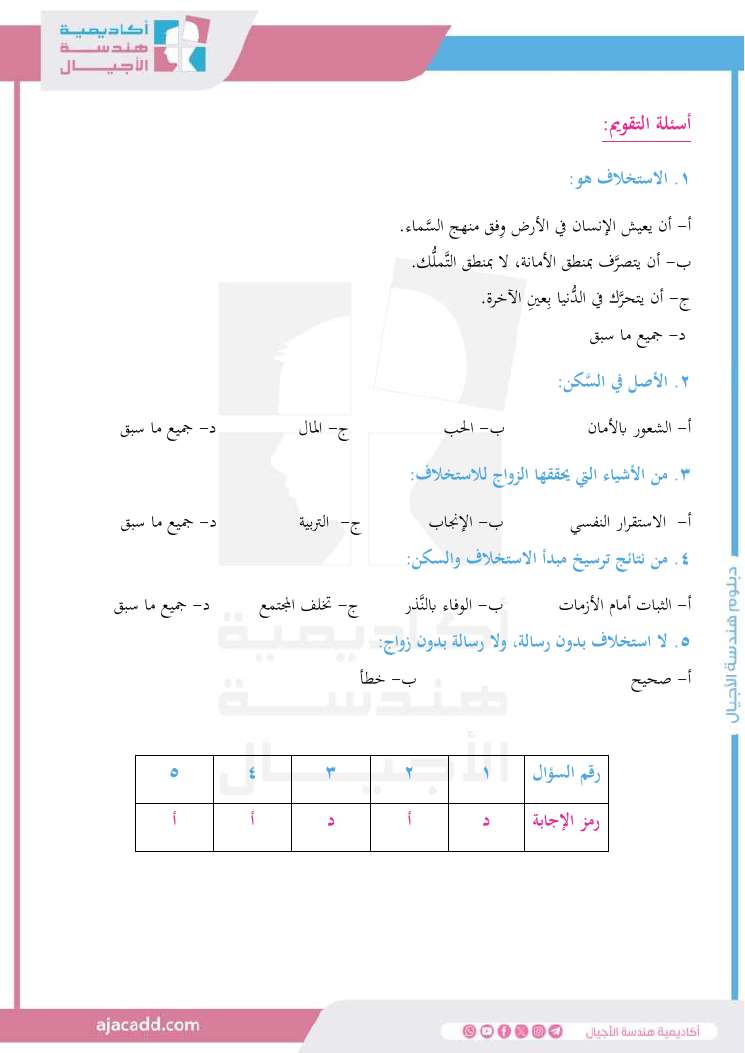 أكاديمية
هندسة
الأجيال
أسئلة التقويم:
١. الاستخلاف هو:
أ- أن يعيش الإنسان في الأرض وِفق منهج السَّماء.
ب- أن يتصرَّف بمنطق الأمانة، لا بمنطق التَّملُّك.
ج- أن يتحرَّك في الدُّنيا بِعينِ الآخرة.
د- جميع ما سبق
٢. الأصل في السَّكن:
أ- الشعور بالأمان ب- الحب ج- المال د- جميع ما سبق
٣. من الأشياء التي يحققها الزواج للاستخلاف:
أ- الاستقرار النفسي ب- الإنجاب ج- التربية د- جميع ما سبق
٤. من نتائج ترسيخ مبدأ الاستخلاف والسكن:
أ- الثبات أمام الأزمات ب- الوفاء بالنَّذر ج- تخلف المجتمع د- جميع ما سبق
٥. لا استخلاف بدون رسالة، ولا رسالة بدون زواج:
أ- صحيح ب- خطأ
أكاديمية
هندسة
الأجيال
رقم السؤال ١ ٢ ٣ ٤ ٥
رمز الإجابة د أ د أ أ
دبلوم هندسة الأجيال
أكاديمية هندسة الأجيال
ajacadd.com